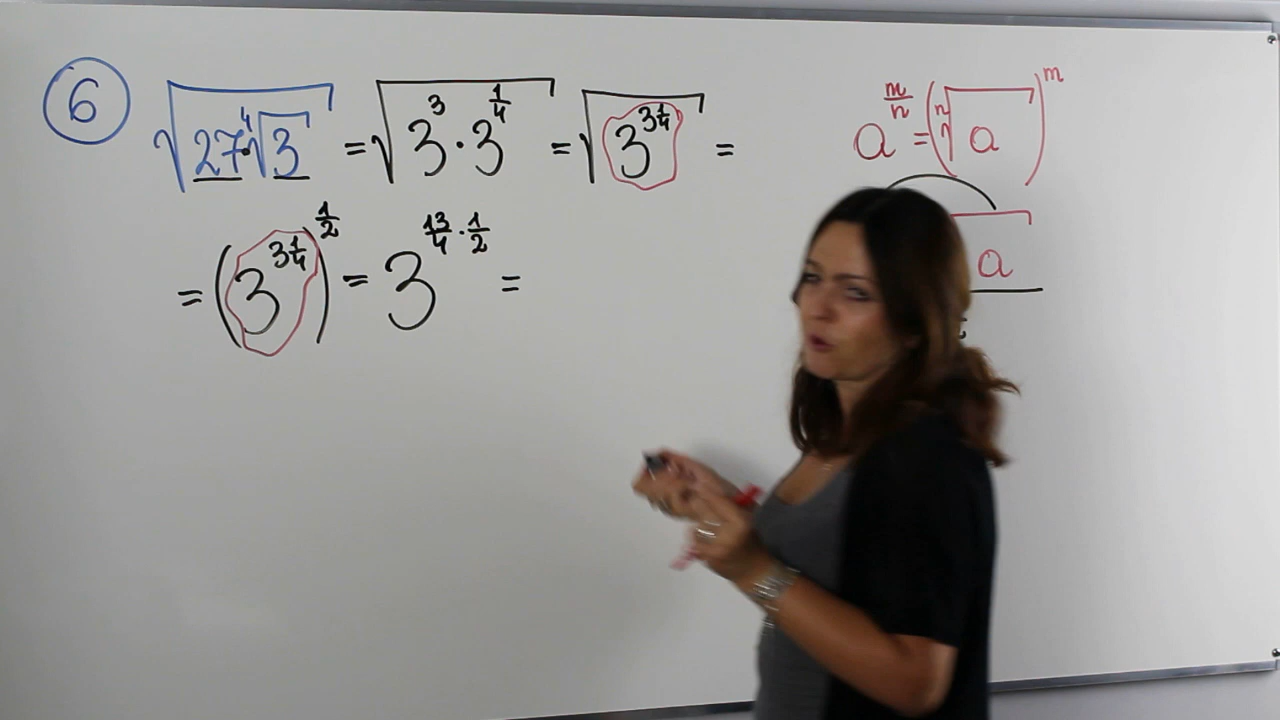 6 √(27·⁴√3) = √(3³ · 3^(1/4)) = √(3^(3 1/4)) =
= (3^(3 1/4))^(1/2) = 3^(13/4 · 1/2) =
a^(m/n) = (ⁿ√a)^m
a